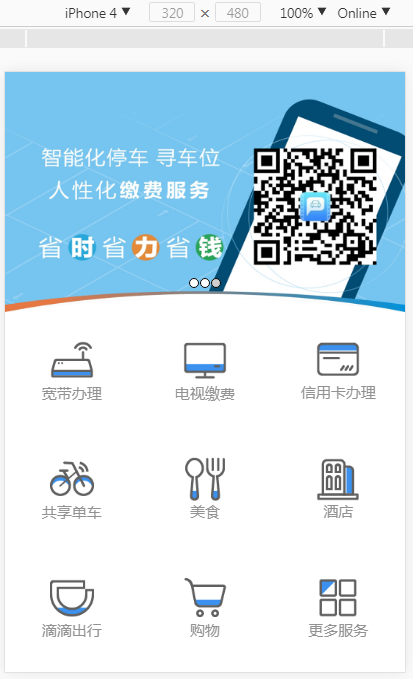 iPhone 4 ▼ 320 × 480 100% ▼ Online ▼
智能化停车 寻车位
人性化缴费服务
省时省力省钱
宽带办理 电视缴费 信用卡办理
共享单车 美食 酒店
滴滴出行 购物 更多服务